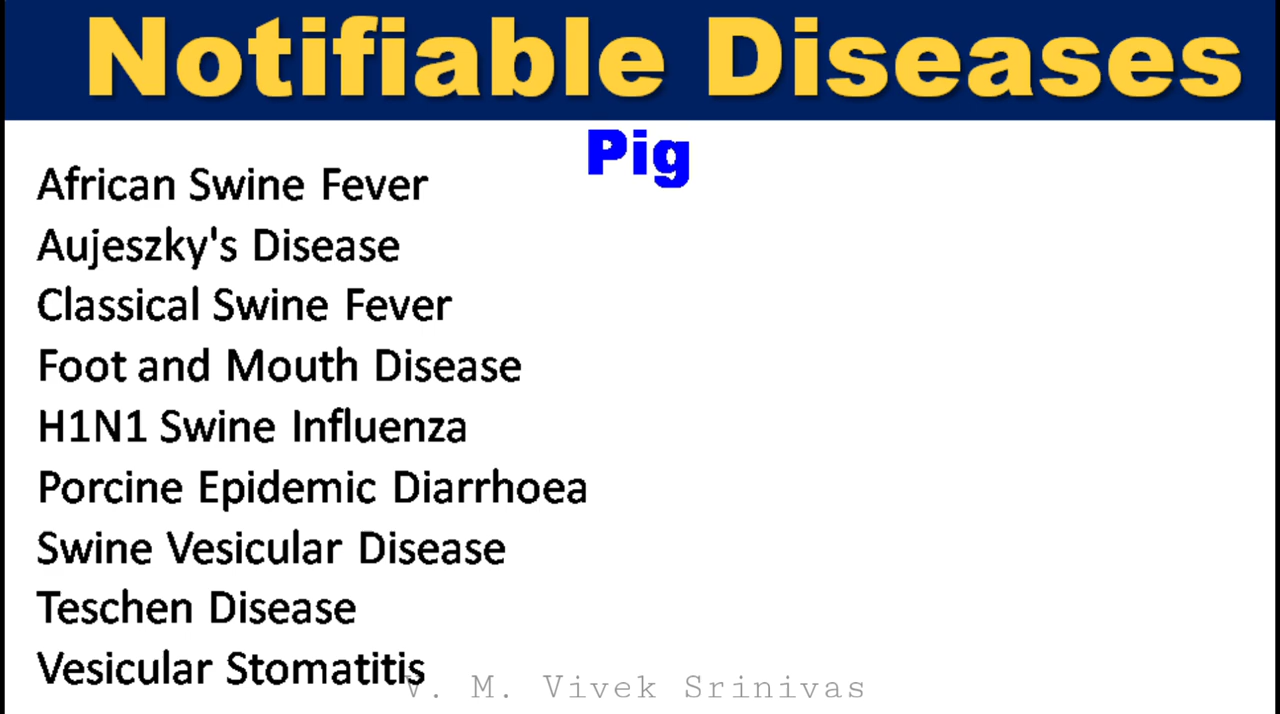 Notifiable Diseases
Pig
African Swine Fever
Aujeszky's Disease
Classical Swine Fever
Foot and Mouth Disease
H1N1 Swine Influenza
Porcine Epidemic Diarrhoea
Swine Vesicular Disease
Teschen Disease
Vesicular Stomatitis
V. M. Vivek Srinivas